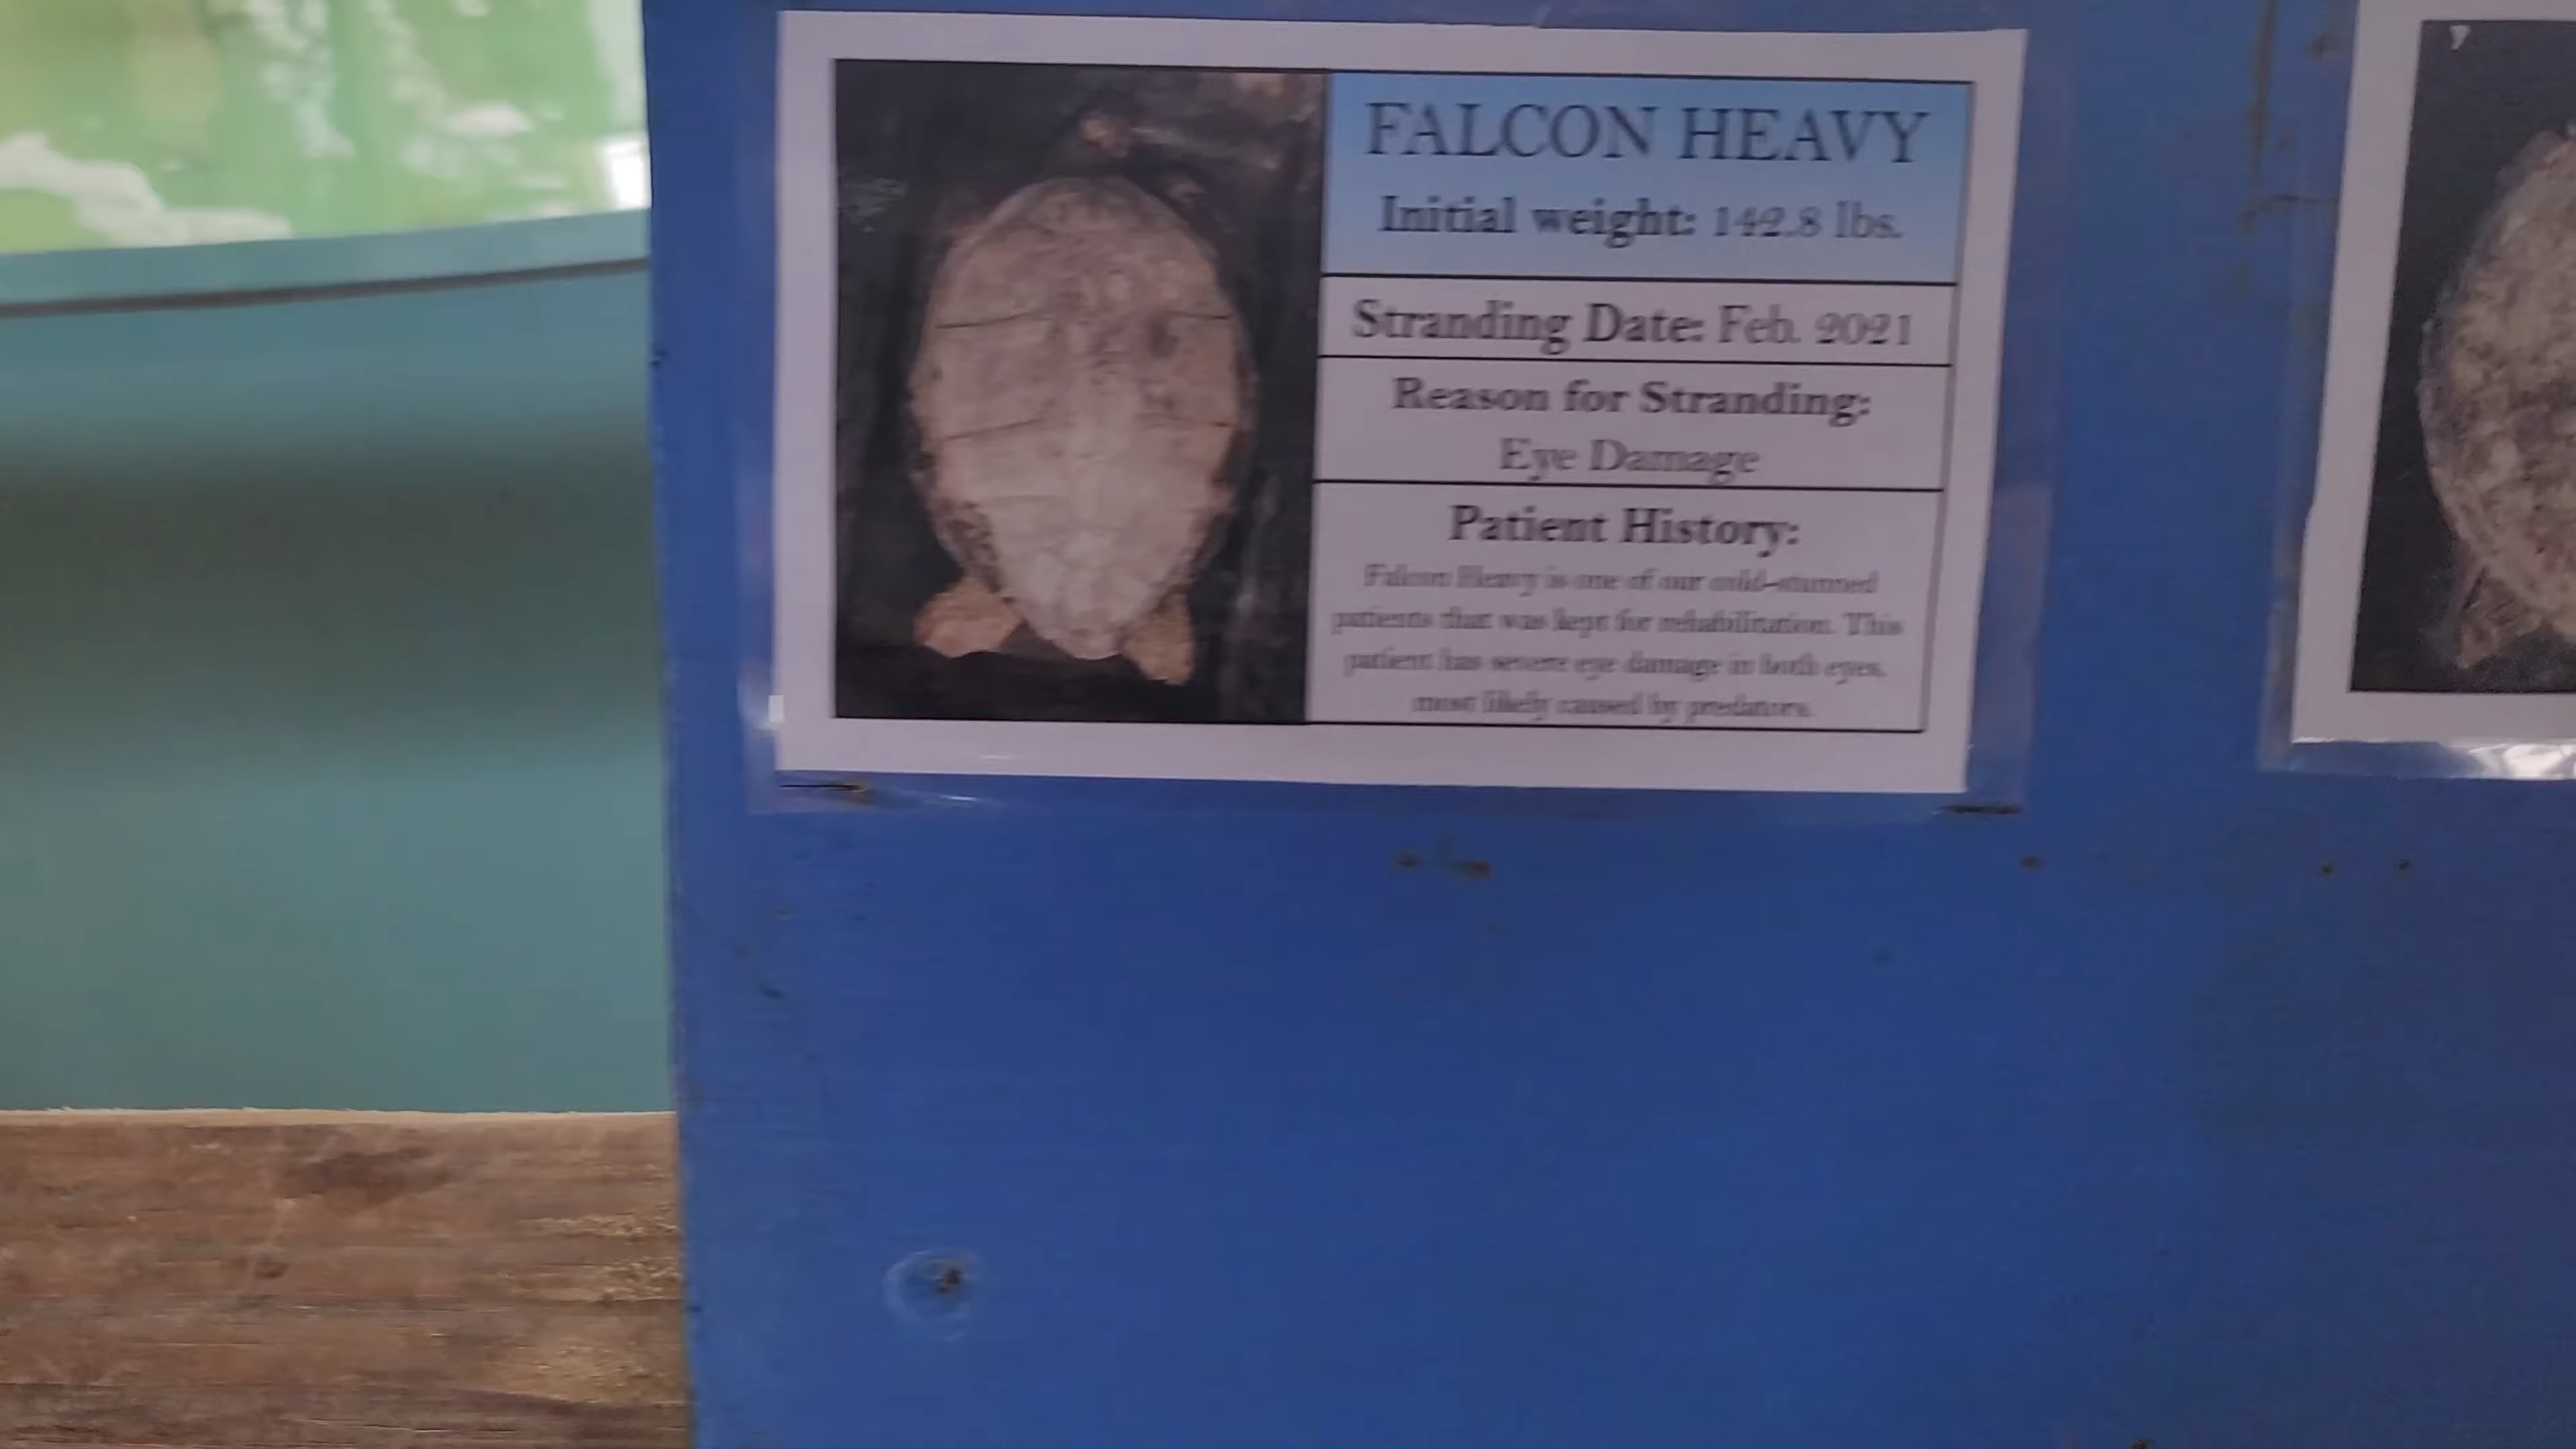 FALCON HEAVY
Initial weight: 142.8 lbs.
Stranding Date: Feb. 2021
Reason for Stranding:
Eye Damage
Patient History:
Falcon Heavy is one of our cold-stunned
patients that was kept for rehabilitation. This
patient has severe eye damage in both eyes,
most likely caused by predators.